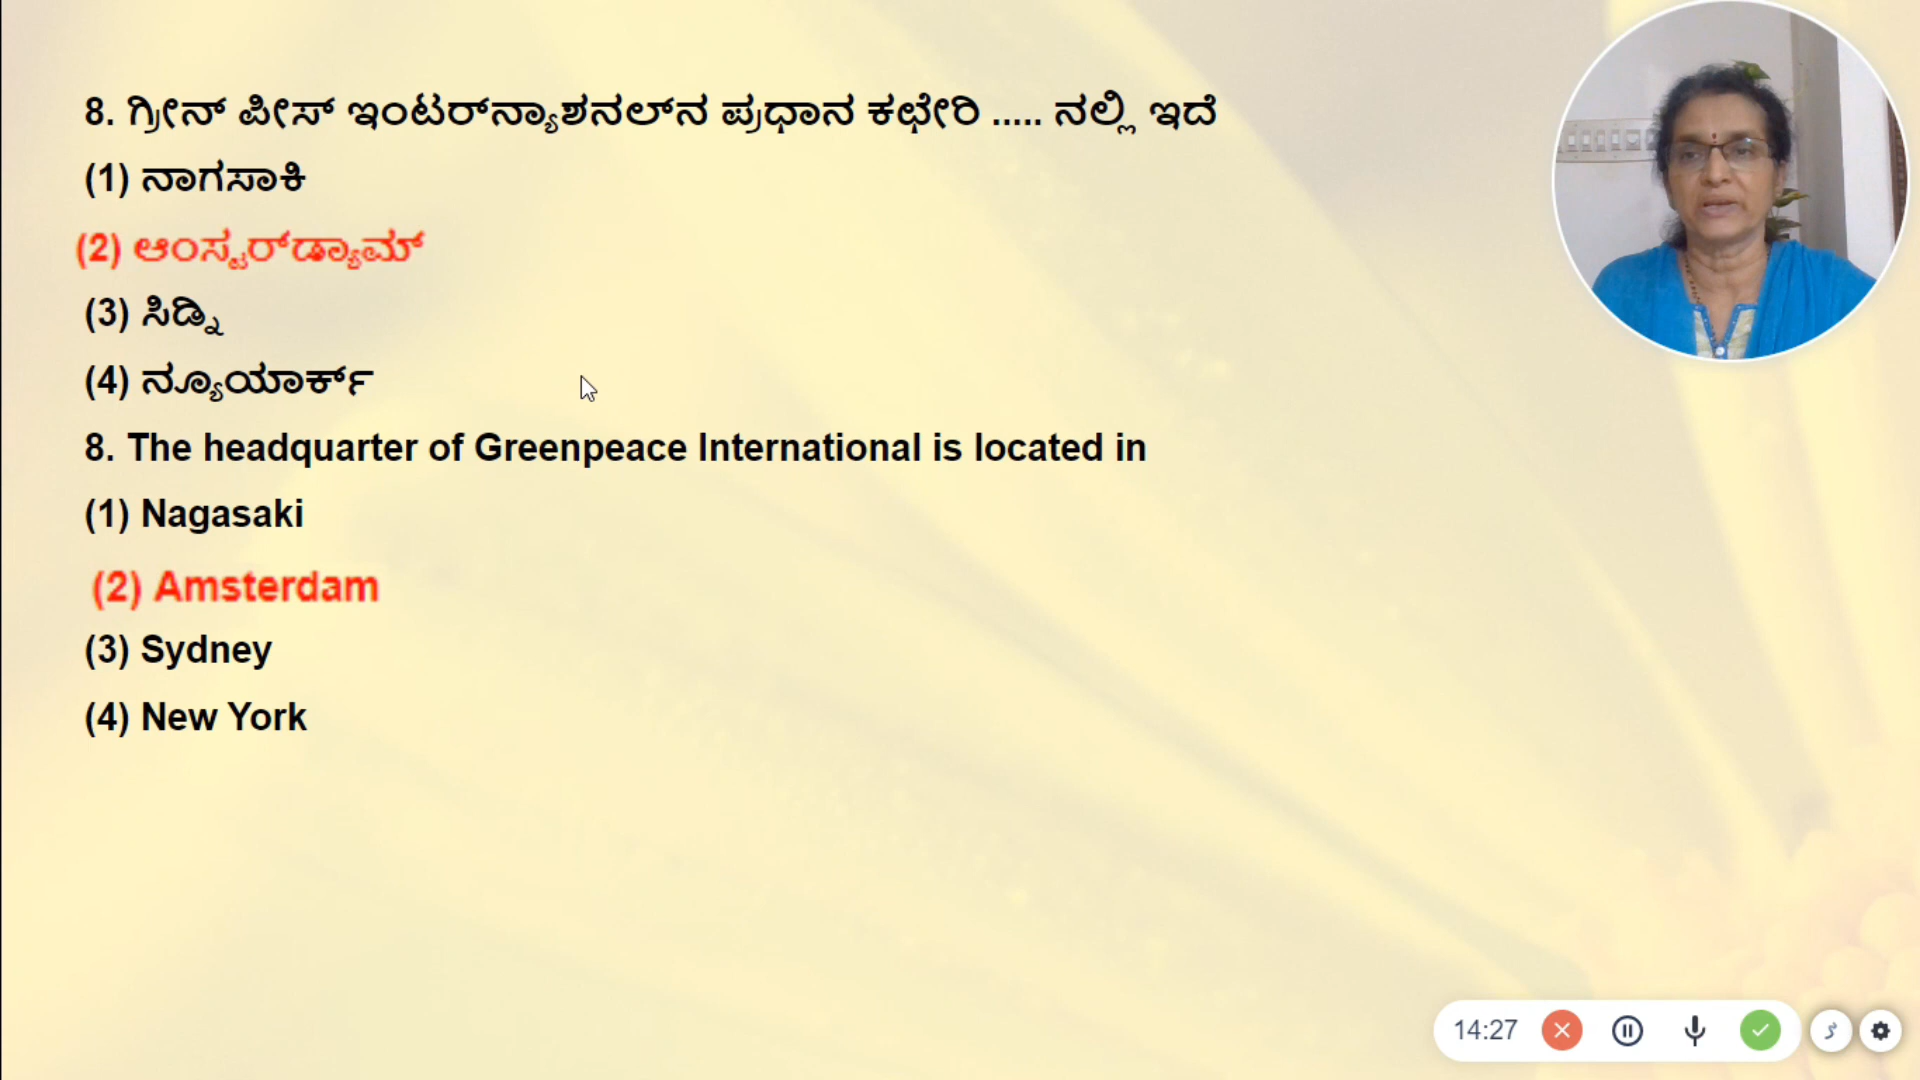 8. ಗ್ರೀನ್ ಪೀಸ್ ಇಂಟರ್‌ನ್ಯಾಶನಲ್‌ನ ಪ್ರಧಾನ ಕಛೇರಿ ..... ನಲ್ಲಿ ಇದೆ
(1) ನಾಗಸಾಕಿ
(2) ಆಂಸ್ಟರ್‌ಡ್ಯಾಮ್
(3) ಸಿಡ್ನಿ
(4) ನ್ಯೂಯಾರ್ಕ್
8. The headquarter of Greenpeace International is located in
(1) Nagasaki
(2) Amsterdam
(3) Sydney
(4) New York
14:27